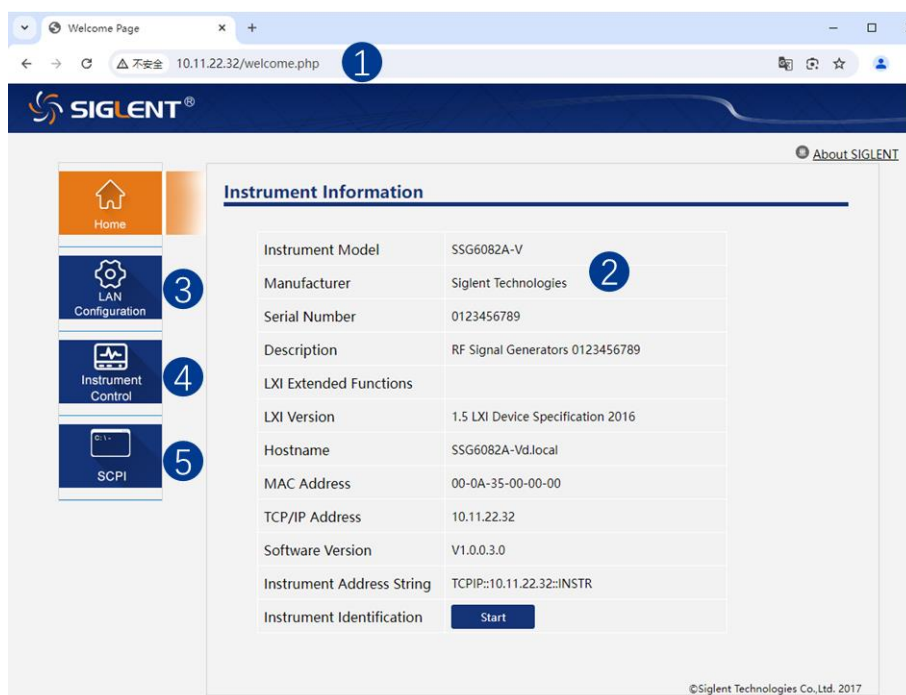 Welcome Page
不安全 10.11.22.32/welcome.php 1
SIGLENT®
About SIGLENT
Home
Instrument Information
LAN
Configuration
3
Instrument
Control
4
C:\-
SCPI
5
Instrument Model SSG6082A-V
2
Manufacturer Siglent Technologies
Serial Number 0123456789
Description RF Signal Generators 0123456789
LXI Extended Functions
LXI Version 1.5 LXI Device Specification 2016
Hostname SSG6082A-Vd.local
MAC Address 00-0A-35-00-00-00
TCP/IP Address 10.11.22.32
Software Version V1.0.0.3.0
Instrument Address String TCPIP::10.11.22.32::INSTR
Instrument Identification Start
©Siglent Technologies Co.,Ltd. 2017